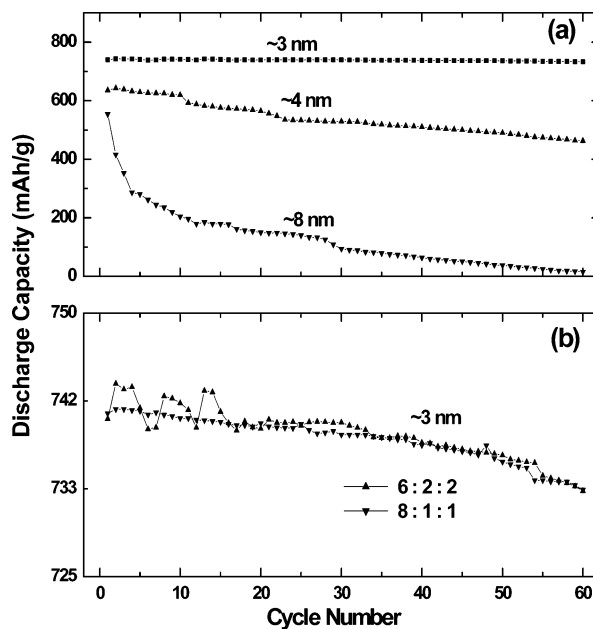 800
(a)
~3 nm
600
~4 nm
400
200
~8 nm
0
Discharge Capacity (mAh/g)
750
(b)
742
~3 nm
733
6 : 2 : 2
8 : 1 : 1
725
0 10 20 30 40 50 60
Cycle Number